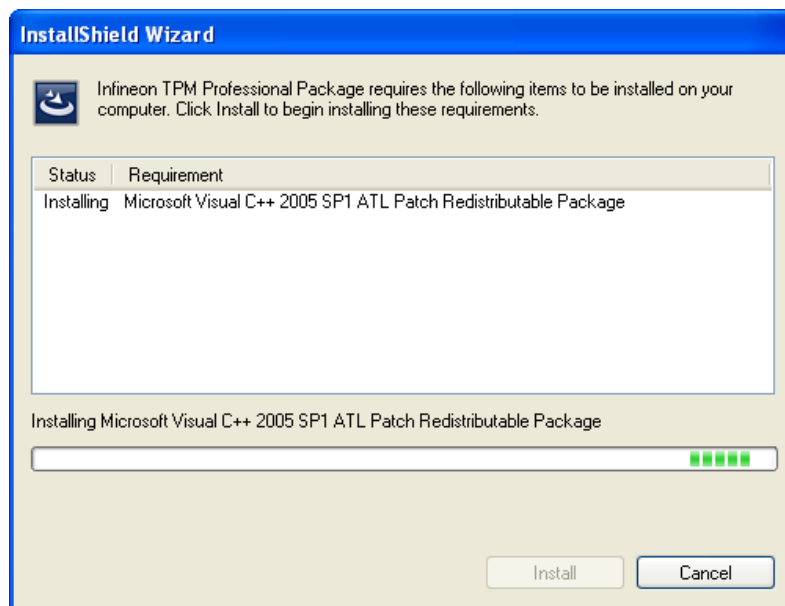 InstallShield Wizard
Infineon TPM Professional Package requires the following items to be installed on your
computer. Click Install to begin installing these requirements.
Status Requirement
Installing Microsoft Visual C++ 2005 SP1 ATL Patch Redistributable Package
Installing Microsoft Visual C++ 2005 SP1 ATL Patch Redistributable Package
Install Cancel